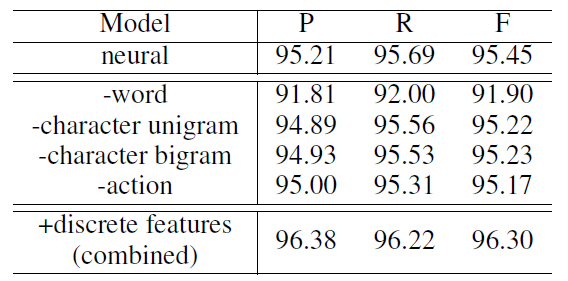 Model P R F
neural 95.21 95.69 95.45
-word 91.81 92.00 91.90
-character unigram 94.89 95.56 95.22
-character bigram 94.93 95.53 95.23
-action 95.00 95.31 95.17
+discrete features
(combined) 96.38 96.22 96.30